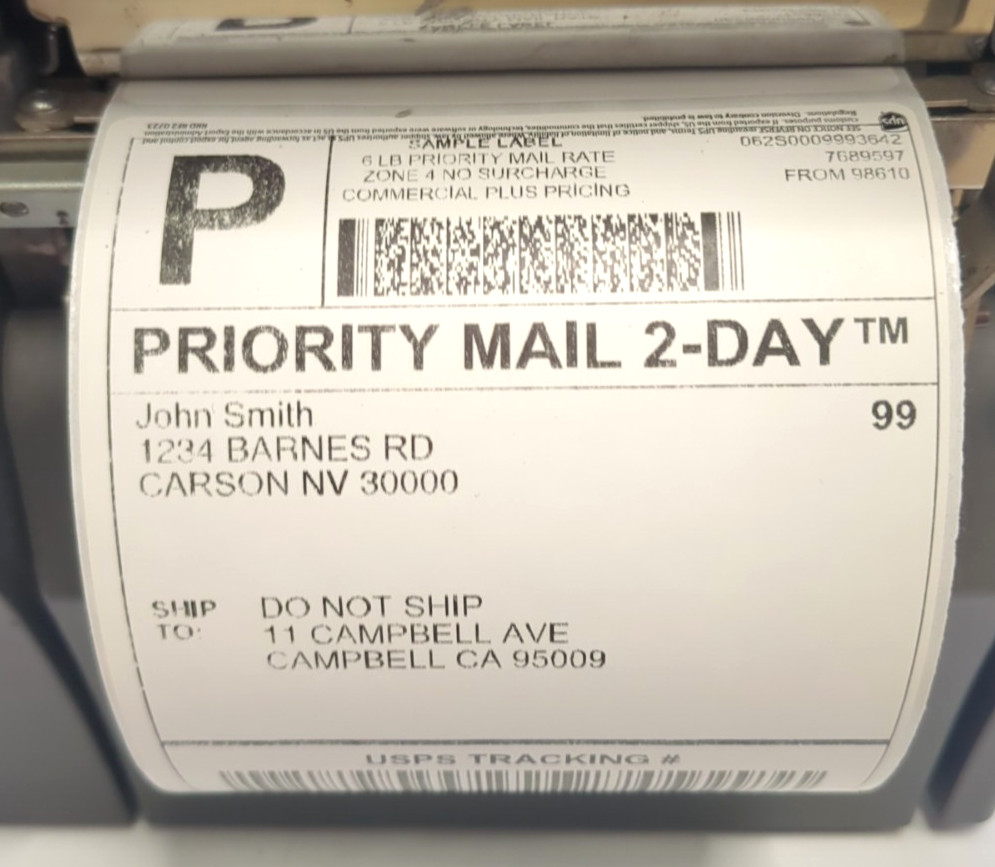 P
SAMPLE LABEL
6 LB PRIORITY MAIL RATE
ZONE 4 NO SURCHARGE
COMMERCIAL PLUS PRICING
062S0009993642
7689597
FROM 98610
PRIORITY MAIL 2-DAY™
John Smith
1234 BARNES RD
CARSON NV 30000
99
SHIP TO:
DO NOT SHIP
11 CAMPBELL AVE
CAMPBELL CA 95009
USPS TRACKING #